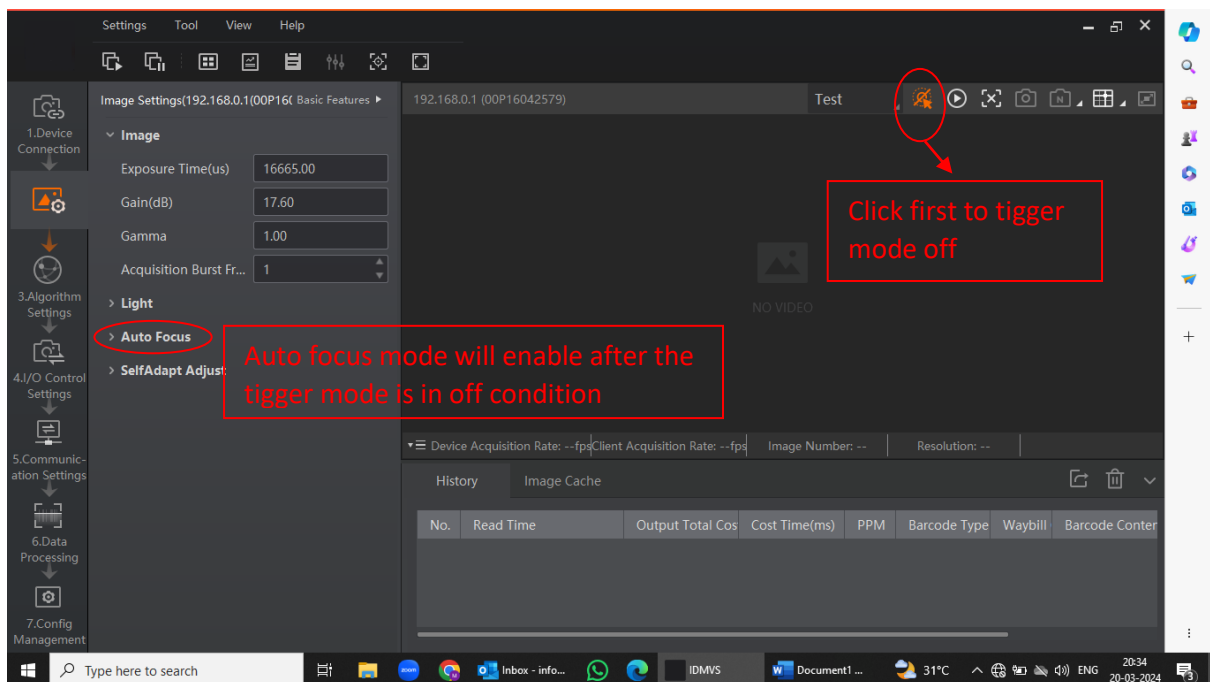 Settings Tool View Help
Image Settings(192.168.0.1(00P16( Basic Features
192.168.0.1 (00P16042579) Test
1.Device
Connection
Image
Exposure Time(us) 16665.00
Gain(dB) 17.60
Gamma 1.00
Acquisition Burst Fr... 1
Light
Auto Focus
SelfAdapt Adjust
Click first to tigger
mode off
NO VIDEO
Auto focus mode will enable after the
tigger mode is in off condition
3.Algorithm
Settings
4.I/O Control
Settings
5.Communic-
ation Settings
6.Data
Processing
7.Config
Management
Device Acquisition Rate: --fps Client Acquisition Rate: --fps Image Number: -- Resolution: --
History Image Cache
No. Read Time Output Total Cos Cost Time(ms) PPM Barcode Type Waybill Barcode Conter
Type here to search
zoom
Inbox - info...
IDMVS
Document1 ...
31°C
ENG
20:34
20-03-2024
3